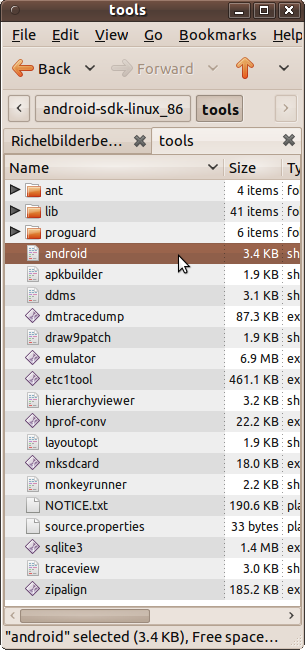 tools
File Edit View Go Bookmarks Help
Back Forward
android-sdk-linux_86 tools
Richelbilderbe... tools
Name Size Ty
ant 4 items fo
lib 41 items fo
proguard 6 items fo
android 3.4 KB sh
apkbuilder 1.9 KB sh
ddms 3.1 KB sh
dmtracedump 87.3 KB ex
draw9patch 1.9 KB sh
emulator 6.9 MB ex
etc1tool 461.1 KB ex
hierarchyviewer 3.2 KB sh
hprof-conv 22.2 KB ex
layoutopt 1.9 KB sh
mksdcard 18.0 KB ex
monkeyrunner 2.2 KB sh
NOTICE.txt 190.6 KB pla
source.properties 33 bytes pla
sqlite3 1.4 MB ex
traceview 3.0 KB sh
zipalign 185.2 KB ex
"android" selected (3.4 KB), Free space...